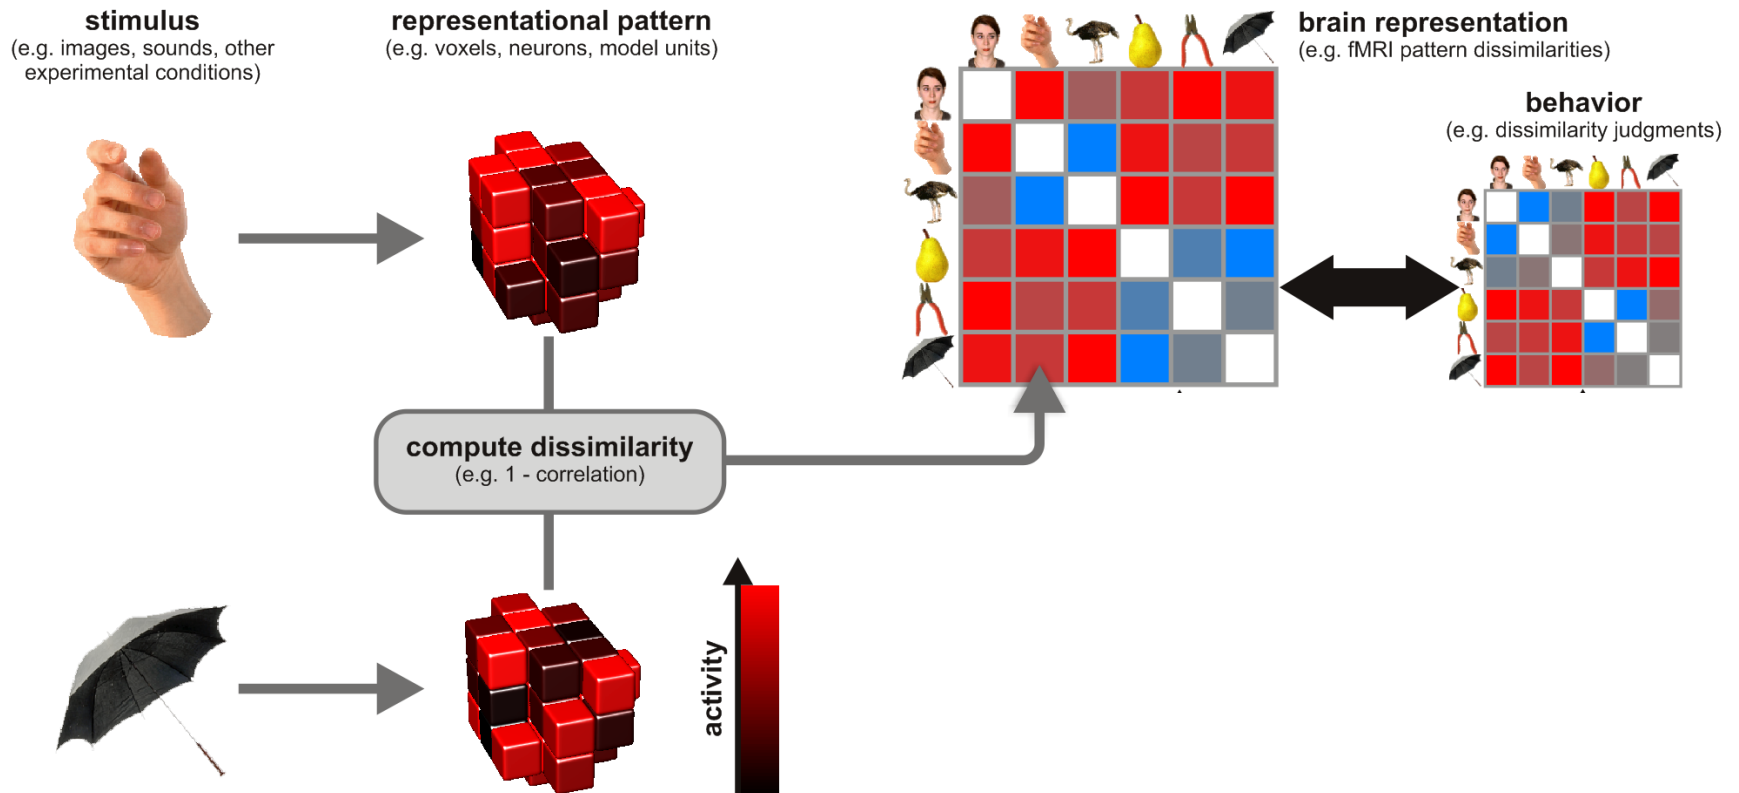 stimulus
(e.g. images, sounds, other
experimental conditions)
representational pattern
(e.g. voxels, neurons, model units)
brain representation
(e.g. fMRI pattern dissimilarities)
behavior
(e.g. dissimilarity judgments)
compute dissimilarity
(e.g. 1 - correlation)
activity